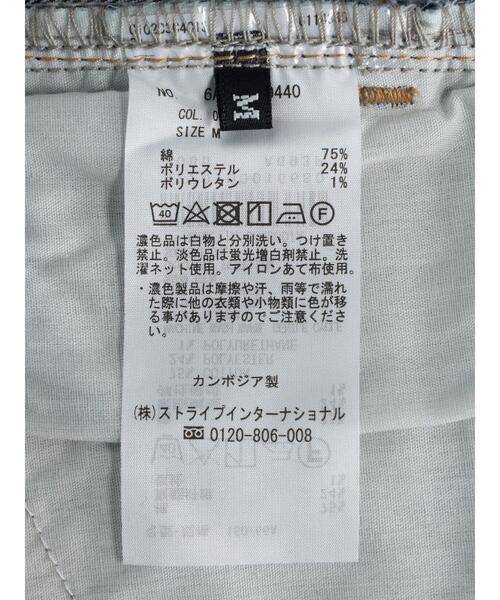 NO. 6A 0440
COL. 0
SIZE M
M
綿 75%
ポリエステル 24%
ポリウレタン 1%
40 F
濃色品は白物と分別洗い。つけ置き
禁止。淡色品は蛍光増白剤禁止。洗
濯ネット使用。アイロンあて布使用。
・濃色製品は摩擦や汗、雨等で濡れ
た際に他の衣類や小物類に色が移
る事がありますのでご注意くださ
い。
カンボジア製
(株)ストライプインターナショナル
0120-806-008